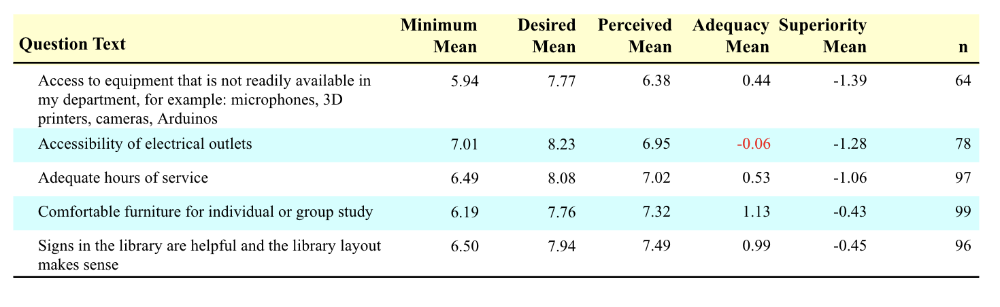 Question Text Minimum Mean Desired Mean Perceived Mean Adequacy Mean Superiority Mean n
Access to equipment that is not readily available in 5.94 7.77 6.38 0.44 -1.39 64
my department, for example: microphones, 3D
printers, cameras, Arduinos
Accessibility of electrical outlets 7.01 8.23 6.95 -0.06 -1.28 78
Adequate hours of service 6.49 8.08 7.02 0.53 -1.06 97
Comfortable furniture for individual or group study 6.19 7.76 7.32 1.13 -0.43 99
Signs in the library are helpful and the library layout 6.50 7.94 7.49 0.99 -0.45 96
makes sense